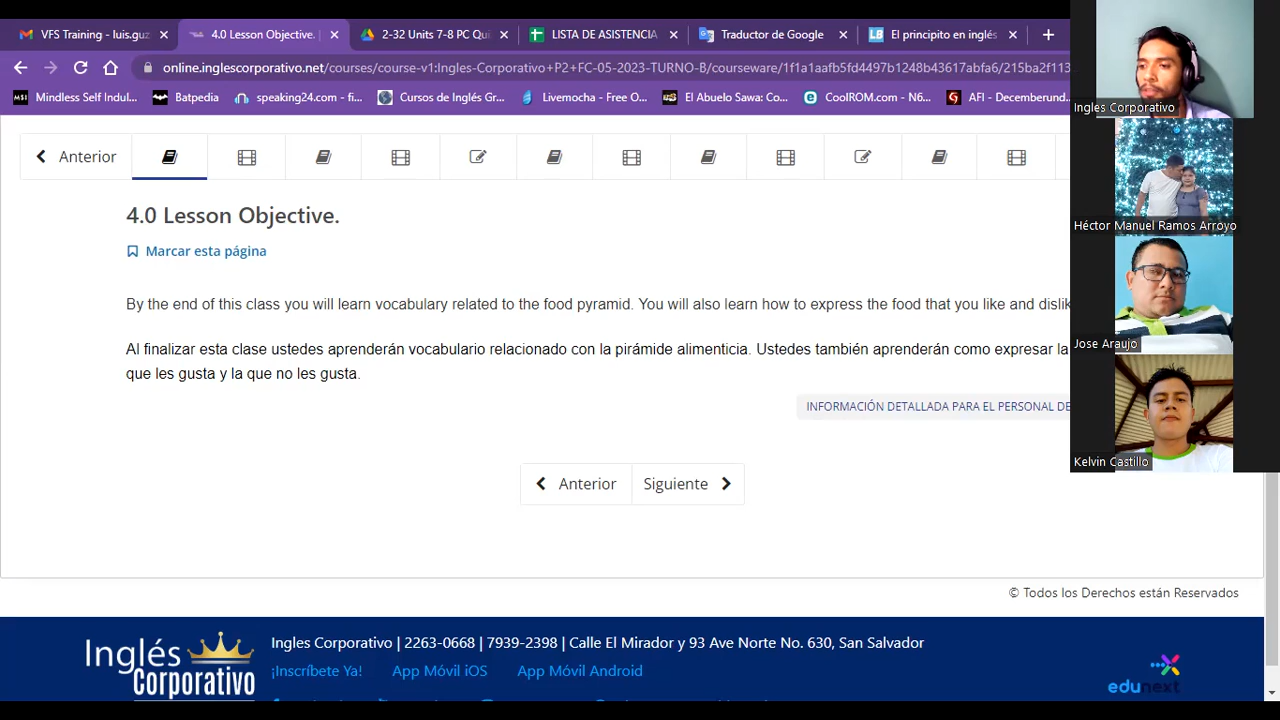 VFS Training - luis.guz
4.0 Lesson Objective. |
2-32 Units 7-8 PC Qui
LISTA DE ASISTENCIA
Traductor de Google
El principito en inglés
online.inglescorporativo.net/courses/course-v1:Ingles-Corporativo+P2+FC-05-2023-TURNO-B/courseware/1f1a1aafb5fd4497b1248b43617abfa6/215ba2f113
Mindless Self Indul...
Batpedia
speaking24.com - fi...
Cursos de Inglés Gr...
Livemocha - Free O...
El Abuelo Sawa: Co...
CoolROM.com - N6...
AFI - Decemberund
Ingles Corporativo
Anterior
4.0 Lesson Objective.
Héctor Manuel Ramos Arroyo
Marcar esta página
By the end of this class you will learn vocabulary related to the food pyramid. You will also learn how to express the food that you like and dislik
Jose Araujo
Al finalizar esta clase ustedes aprenderán vocabulario relacionado con la pirámide alimenticia. Ustedes también aprenderán como expresar la
que les gusta y la que no les gusta.
INFORMACIÓN DETALLADA PARA EL PERSONAL DE
Kelvin Castillo
Anterior
Siguiente
© Todos los Derechos están Reservados
Inglés
Corporativo
Ingles Corporativo | 2263-0668 | 7939-2398 | Calle El Mirador y 93 Ave Norte No. 630, San Salvador
¡Inscríbete Ya!
App Móvil iOS
App Móvil Android
edunext